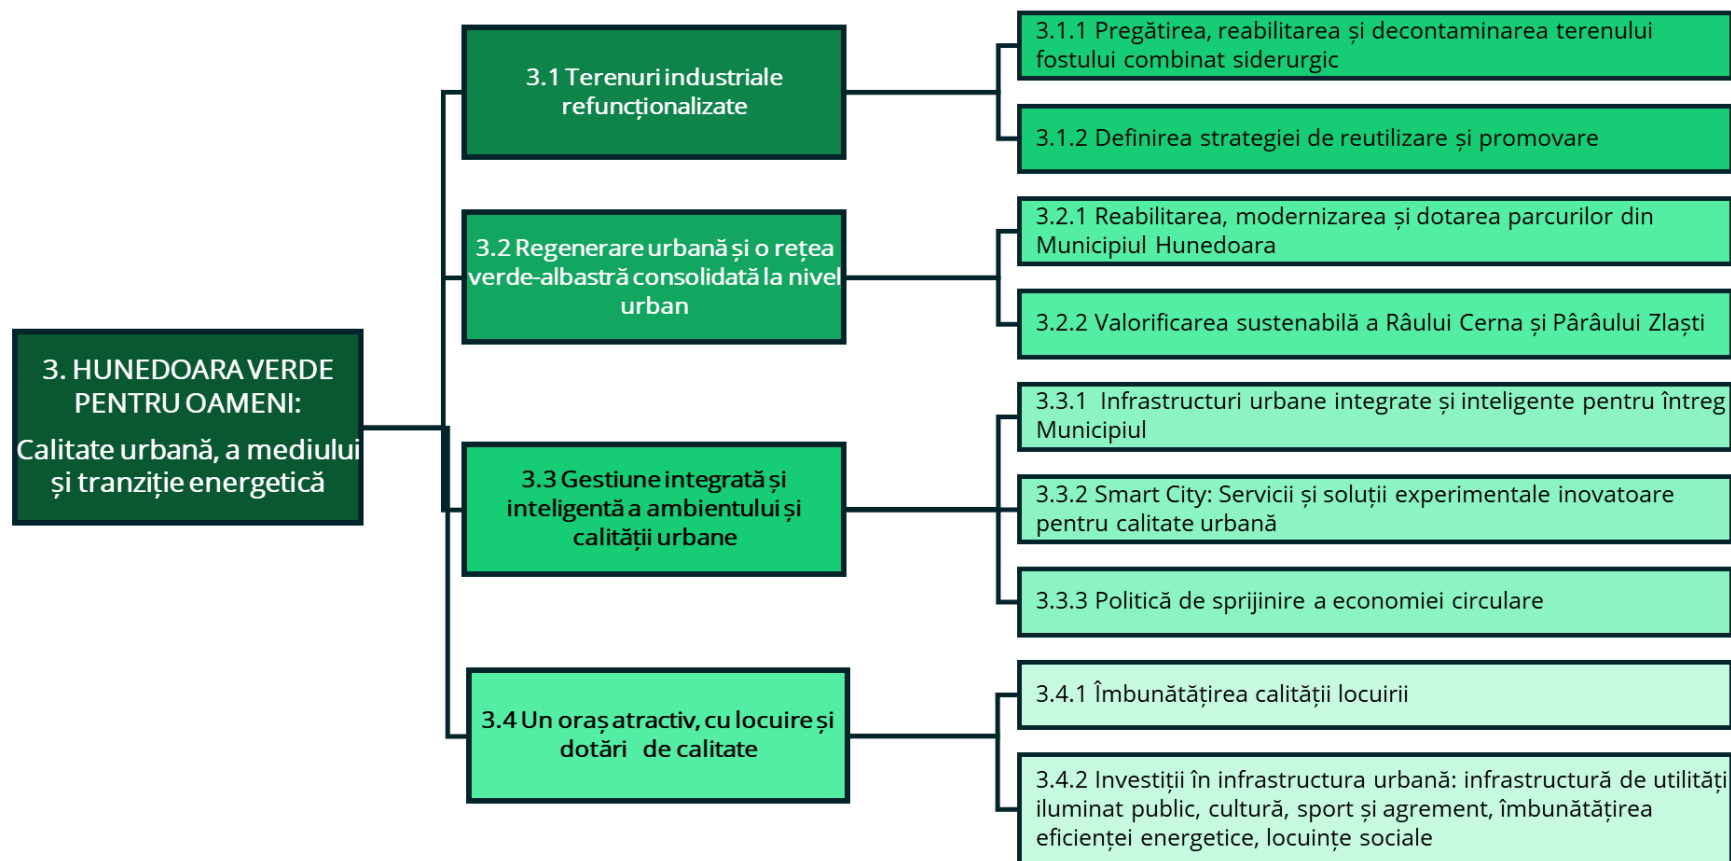 3. HUNEDOARA VERDE
PENTRU OAMENI:
Calitate urbană, a mediului
și tranziție energetică
3.1 Terenuri industriale
refuncționalizate
3.1.1 Pregătirea, reabilitarea și decontaminarea terenului
fostului combinat siderurgic
3.1.2 Definirea strategiei de reutilizare și promovare
3.2 Regenerare urbană și o rețea
verde-albastră consolidată la nivel
urban
3.2.1 Reabilitarea, modernizarea și dotarea parcurilor din
Municipiul Hunedoara
3.2.2 Valorificarea sustenabilă a Râului Cerna și Pârâului Zlaști
3.3 Gestiune integrată și
inteligentă a ambientului și
calității urbane
3.3.1 Infrastructuri urbane integrate și inteligente pentru întreg
Municipiul
3.3.2 Smart City: Servicii și soluții experimentale inovatoare
pentru calitate urbană
3.3.3 Politică de sprijinire a economiei circulare
3.4 Un oraș atractiv, cu locuire și
dotări de calitate
3.4.1 Îmbunătățirea calității locuirii
3.4.2 Investiții în infrastructura urbană: infrastructură de utilități
iluminat public, cultură, sport și agrement, îmbunătățirea
eficienței energetice, locuințe sociale